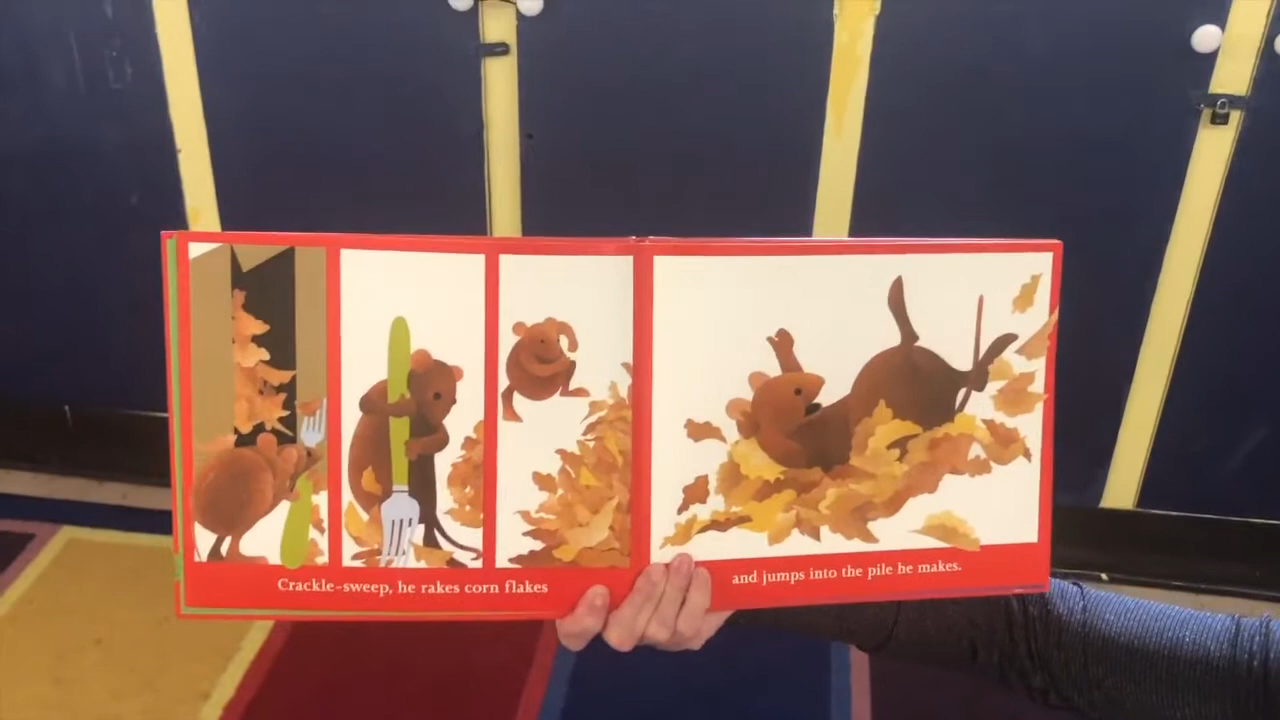 Crackle-sweep, he rakes corn flakes
and jumps into the pile he makes.